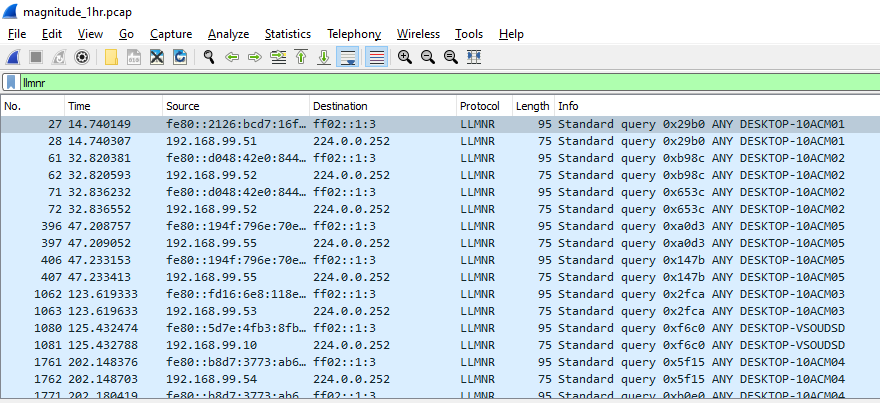 magnitude_1hr.pcap
File Edit View Go Capture Analyze Statistics Telephony Wireless Tools Help
llmnr
No. Time Source Destination Protocol Length Info
27 14.740149 fe80::2126:bcd7:16f… ff02::1:3 LLMNR 95 Standard query 0x29b0 ANY DESKTOP-10ACM01
28 14.740307 192.168.99.51 224.0.0.252 LLMNR 75 Standard query 0x29b0 ANY DESKTOP-10ACM01
61 32.820381 fe80::d048:42e0:844… ff02::1:3 LLMNR 95 Standard query 0xb98c ANY DESKTOP-10ACM02
62 32.820593 192.168.99.52 224.0.0.252 LLMNR 75 Standard query 0xb98c ANY DESKTOP-10ACM02
71 32.836232 fe80::d048:42e0:844… ff02::1:3 LLMNR 95 Standard query 0x653c ANY DESKTOP-10ACM02
72 32.836552 192.168.99.52 224.0.0.252 LLMNR 75 Standard query 0x653c ANY DESKTOP-10ACM02
396 47.208757 fe80::194f:796e:70e… ff02::1:3 LLMNR 95 Standard query 0xa0d3 ANY DESKTOP-10ACM05
397 47.209052 192.168.99.55 224.0.0.252 LLMNR 75 Standard query 0xa0d3 ANY DESKTOP-10ACM05
406 47.233153 fe80::194f:796e:70e… ff02::1:3 LLMNR 95 Standard query 0x147b ANY DESKTOP-10ACM05
407 47.233413 192.168.99.55 224.0.0.252 LLMNR 75 Standard query 0x147b ANY DESKTOP-10ACM05
1062 123.619333 fe80::fd16:6e8:118e… ff02::1:3 LLMNR 95 Standard query 0x2fca ANY DESKTOP-10ACM03
1063 123.619633 192.168.99.53 224.0.0.252 LLMNR 75 Standard query 0x2fca ANY DESKTOP-10ACM03
1080 125.432474 fe80::5d7e:4fb3:8fb… ff02::1:3 LLMNR 95 Standard query 0xf6c0 ANY DESKTOP-VSOUDSD
1081 125.432788 192.168.99.10 224.0.0.252 LLMNR 75 Standard query 0xf6c0 ANY DESKTOP-VSOUDSD
1761 202.148376 fe80::b8d7:3773:ab6… ff02::1:3 LLMNR 95 Standard query 0x5f15 ANY DESKTOP-10ACM04
1762 202.148703 192.168.99.54 224.0.0.252 LLMNR 75 Standard query 0x5f15 ANY DESKTOP-10ACM04
1771 202.180419 fe80::b8d7:3773:ab6… ff02::1:3 LLMNR 95 Standard query 0xb0e0 ANY DESKTOP-10ACM04